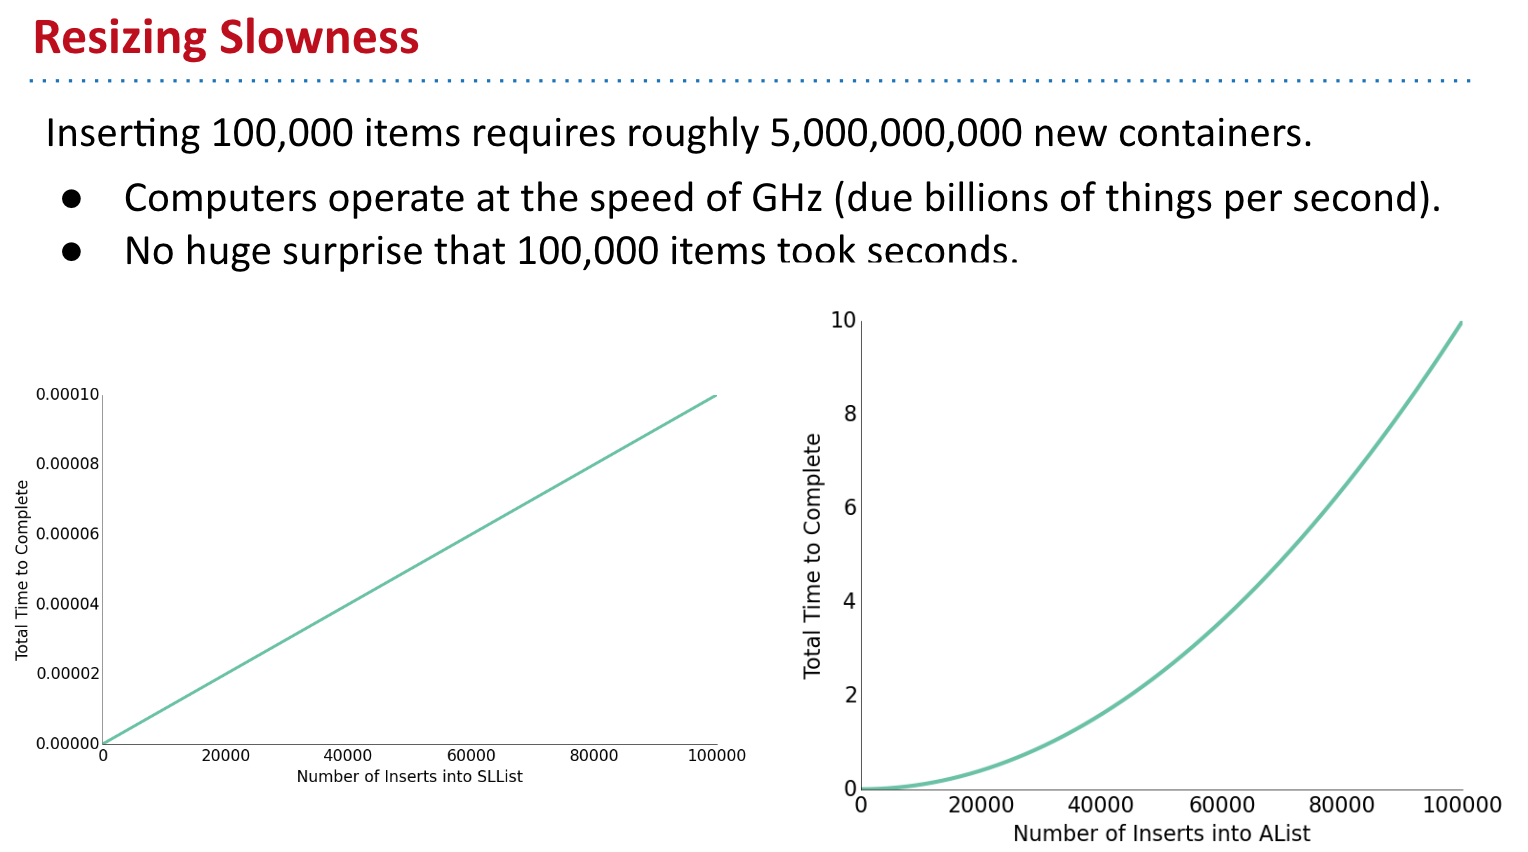 Resizing Slowness
Inserting 100,000 items requires roughly 5,000,000,000 new containers.
● Computers operate at the speed of GHz (due billions of things per second).
● No huge surprise that 100,000 items took seconds.
0.00010
0.00008
0.00006
0.00004
0.00002
0.00000
Total Time to Complete
0 20000 40000 60000 80000 100000
Number of Inserts into SLList
10
8
6
4
2
0
Total Time to Complete
0 20000 40000 60000 80000 100000
Number of Inserts into AList